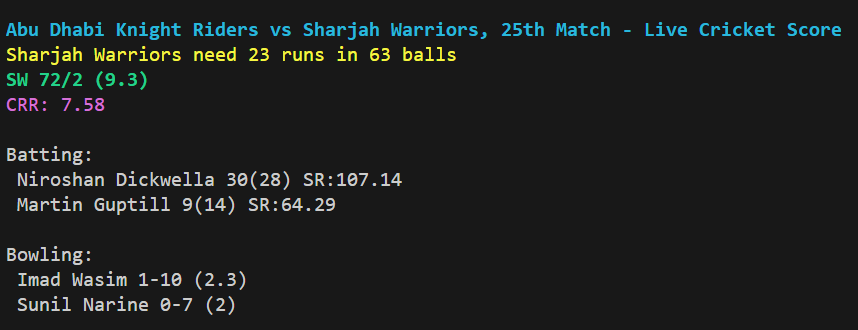 Abu Dhabi Knight Riders vs Sharjah Warriors, 25th Match - Live Cricket Score
Sharjah Warriors need 23 runs in 63 balls
SW 72/2 (9.3)
CRR: 7.58
Batting:
Niroshan Dickwella 30(28) SR:107.14
Martin Guptill 9(14) SR:64.29
Bowling:
Imad Wasim 1-10 (2.3)
Sunil Narine 0-7 (2)